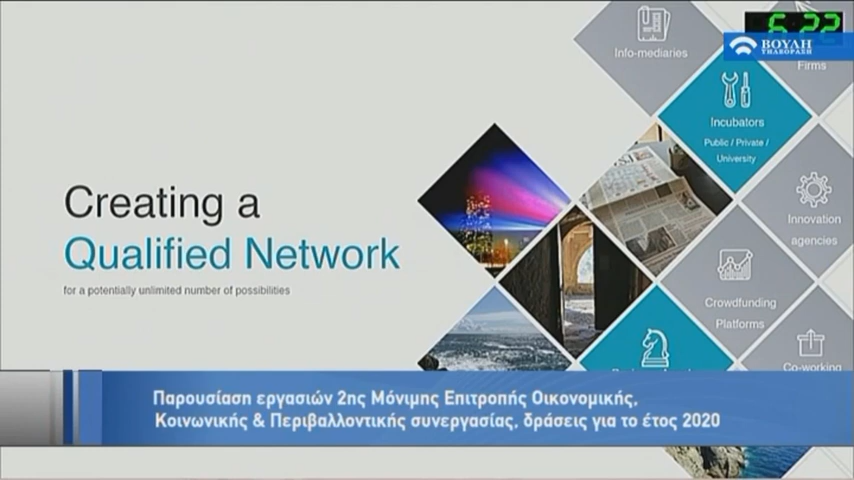 6.22
ΒΟΥΛΗ
ΤΗΛΕΟΡΑΣΗ
Info-mediaries
Firms
Incubators
Public / Private /
University
Creating a
Qualified Network
for a potentially unlimited number of possibilities
Innovation
agencies
Crowdfunding
Platforms
Co-working
Παρουσίαση εργασιών 2ης Μόνιμης Επιτροπής Οικονομικής,
Κοινωνικής & Περιβαλλοντικής συνεργασίας, δράσεις για το έτος 2020